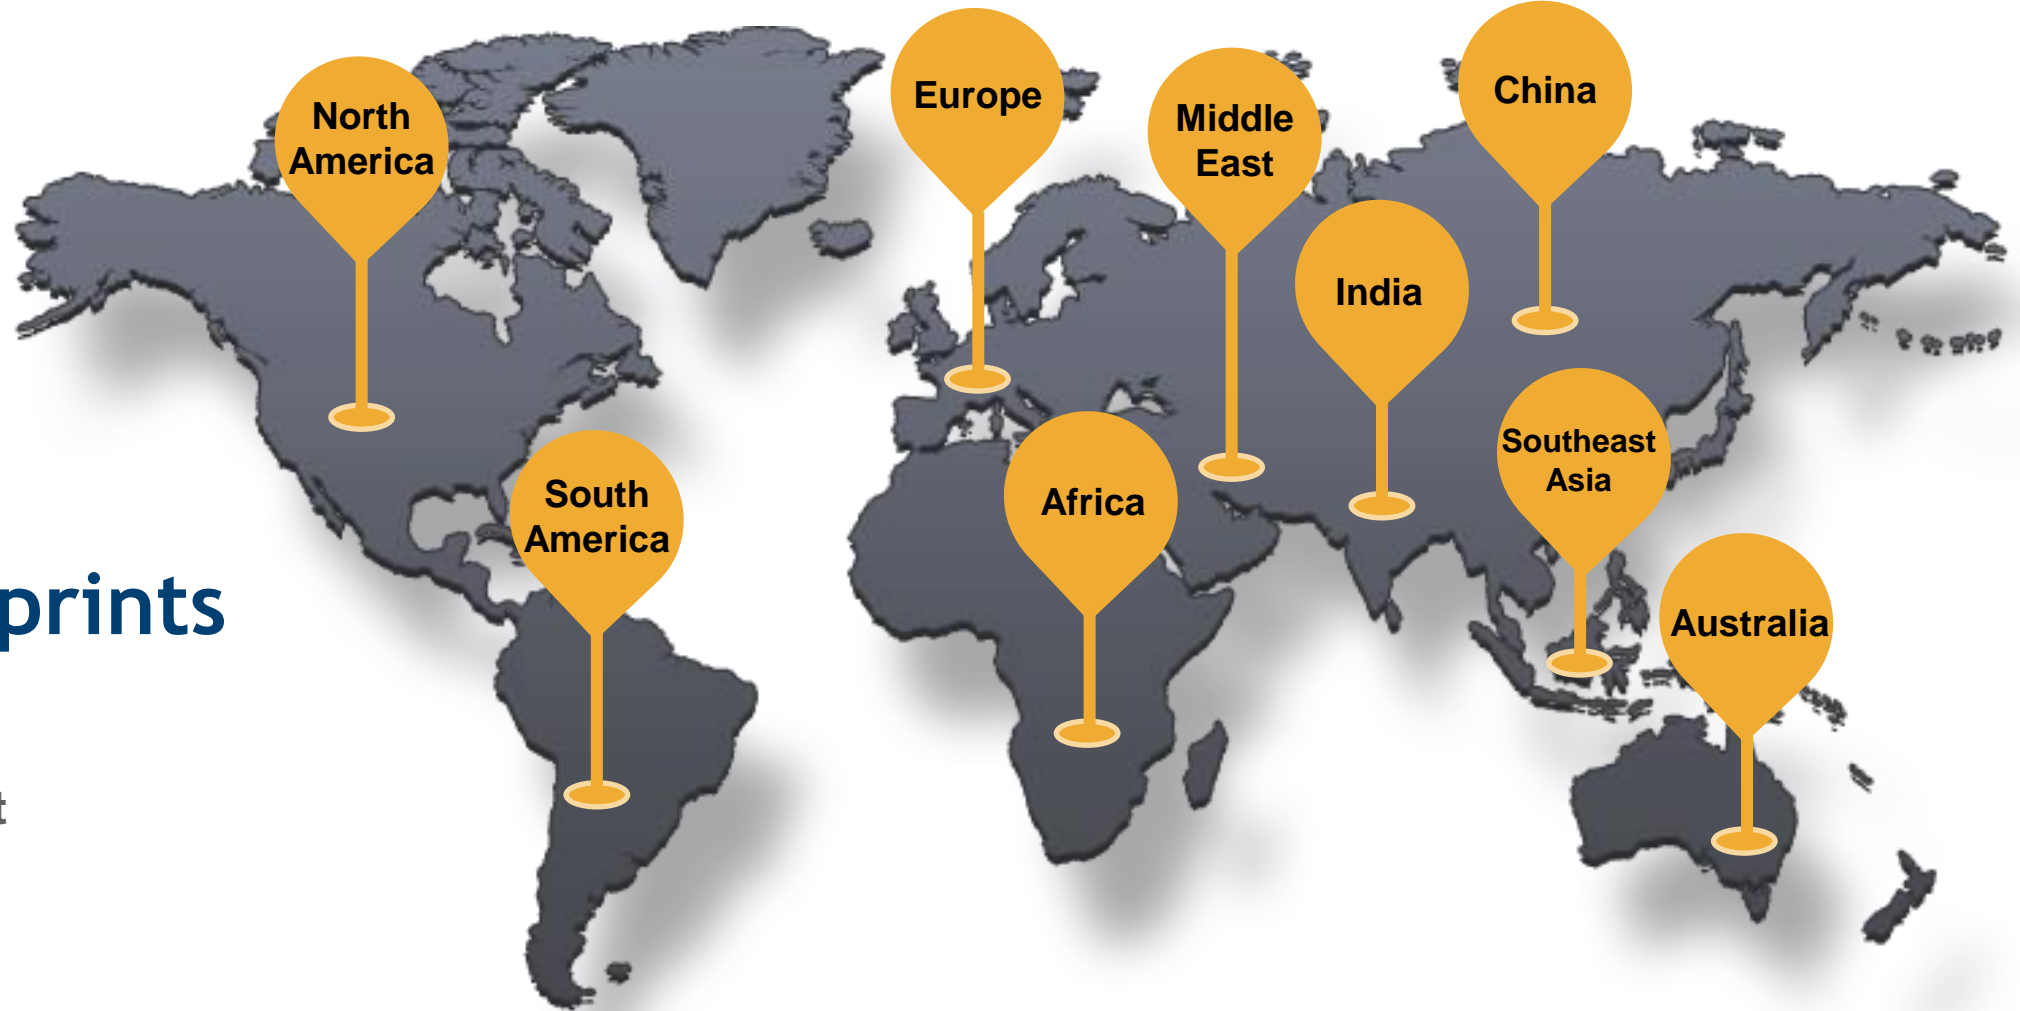 North
America
Europe
Middle
East
China
India
South
America
Africa
Southeast
Asia
Australia
prints
t